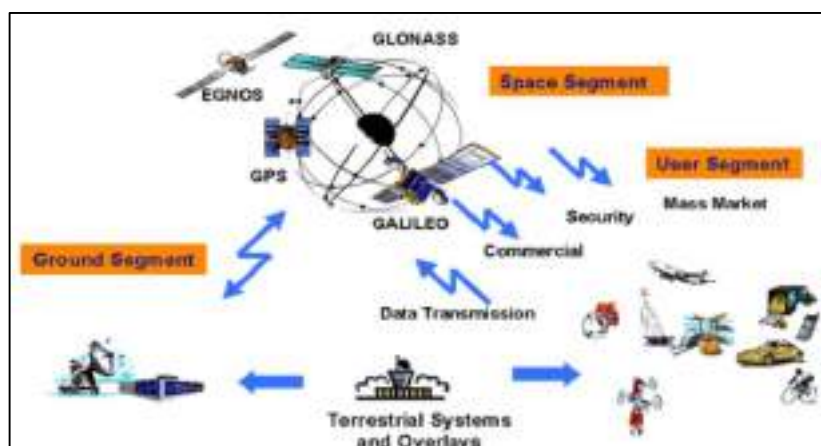 GLONASS
EGNOS
Space Segment
GPS
User Segment
Mass Market
Security
GALILEO
Commercial
Ground Segment
Data Transmission
Terrestrial Systems
and Overlays